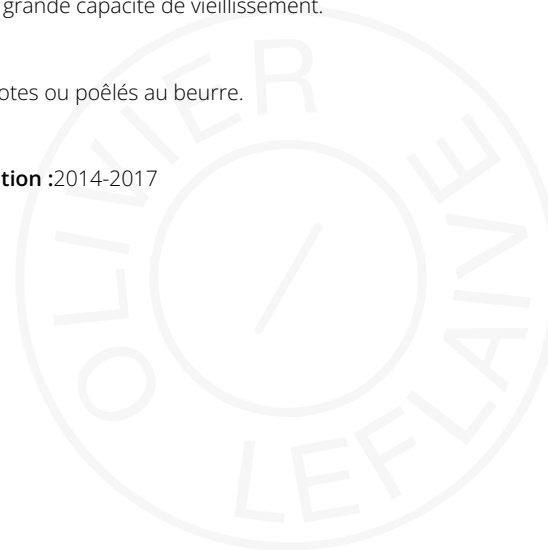 grande capacité de vieillissement.
otes ou poêlés au beurre.
tion :2014-2017
OLIVIER
LEFLAIVE